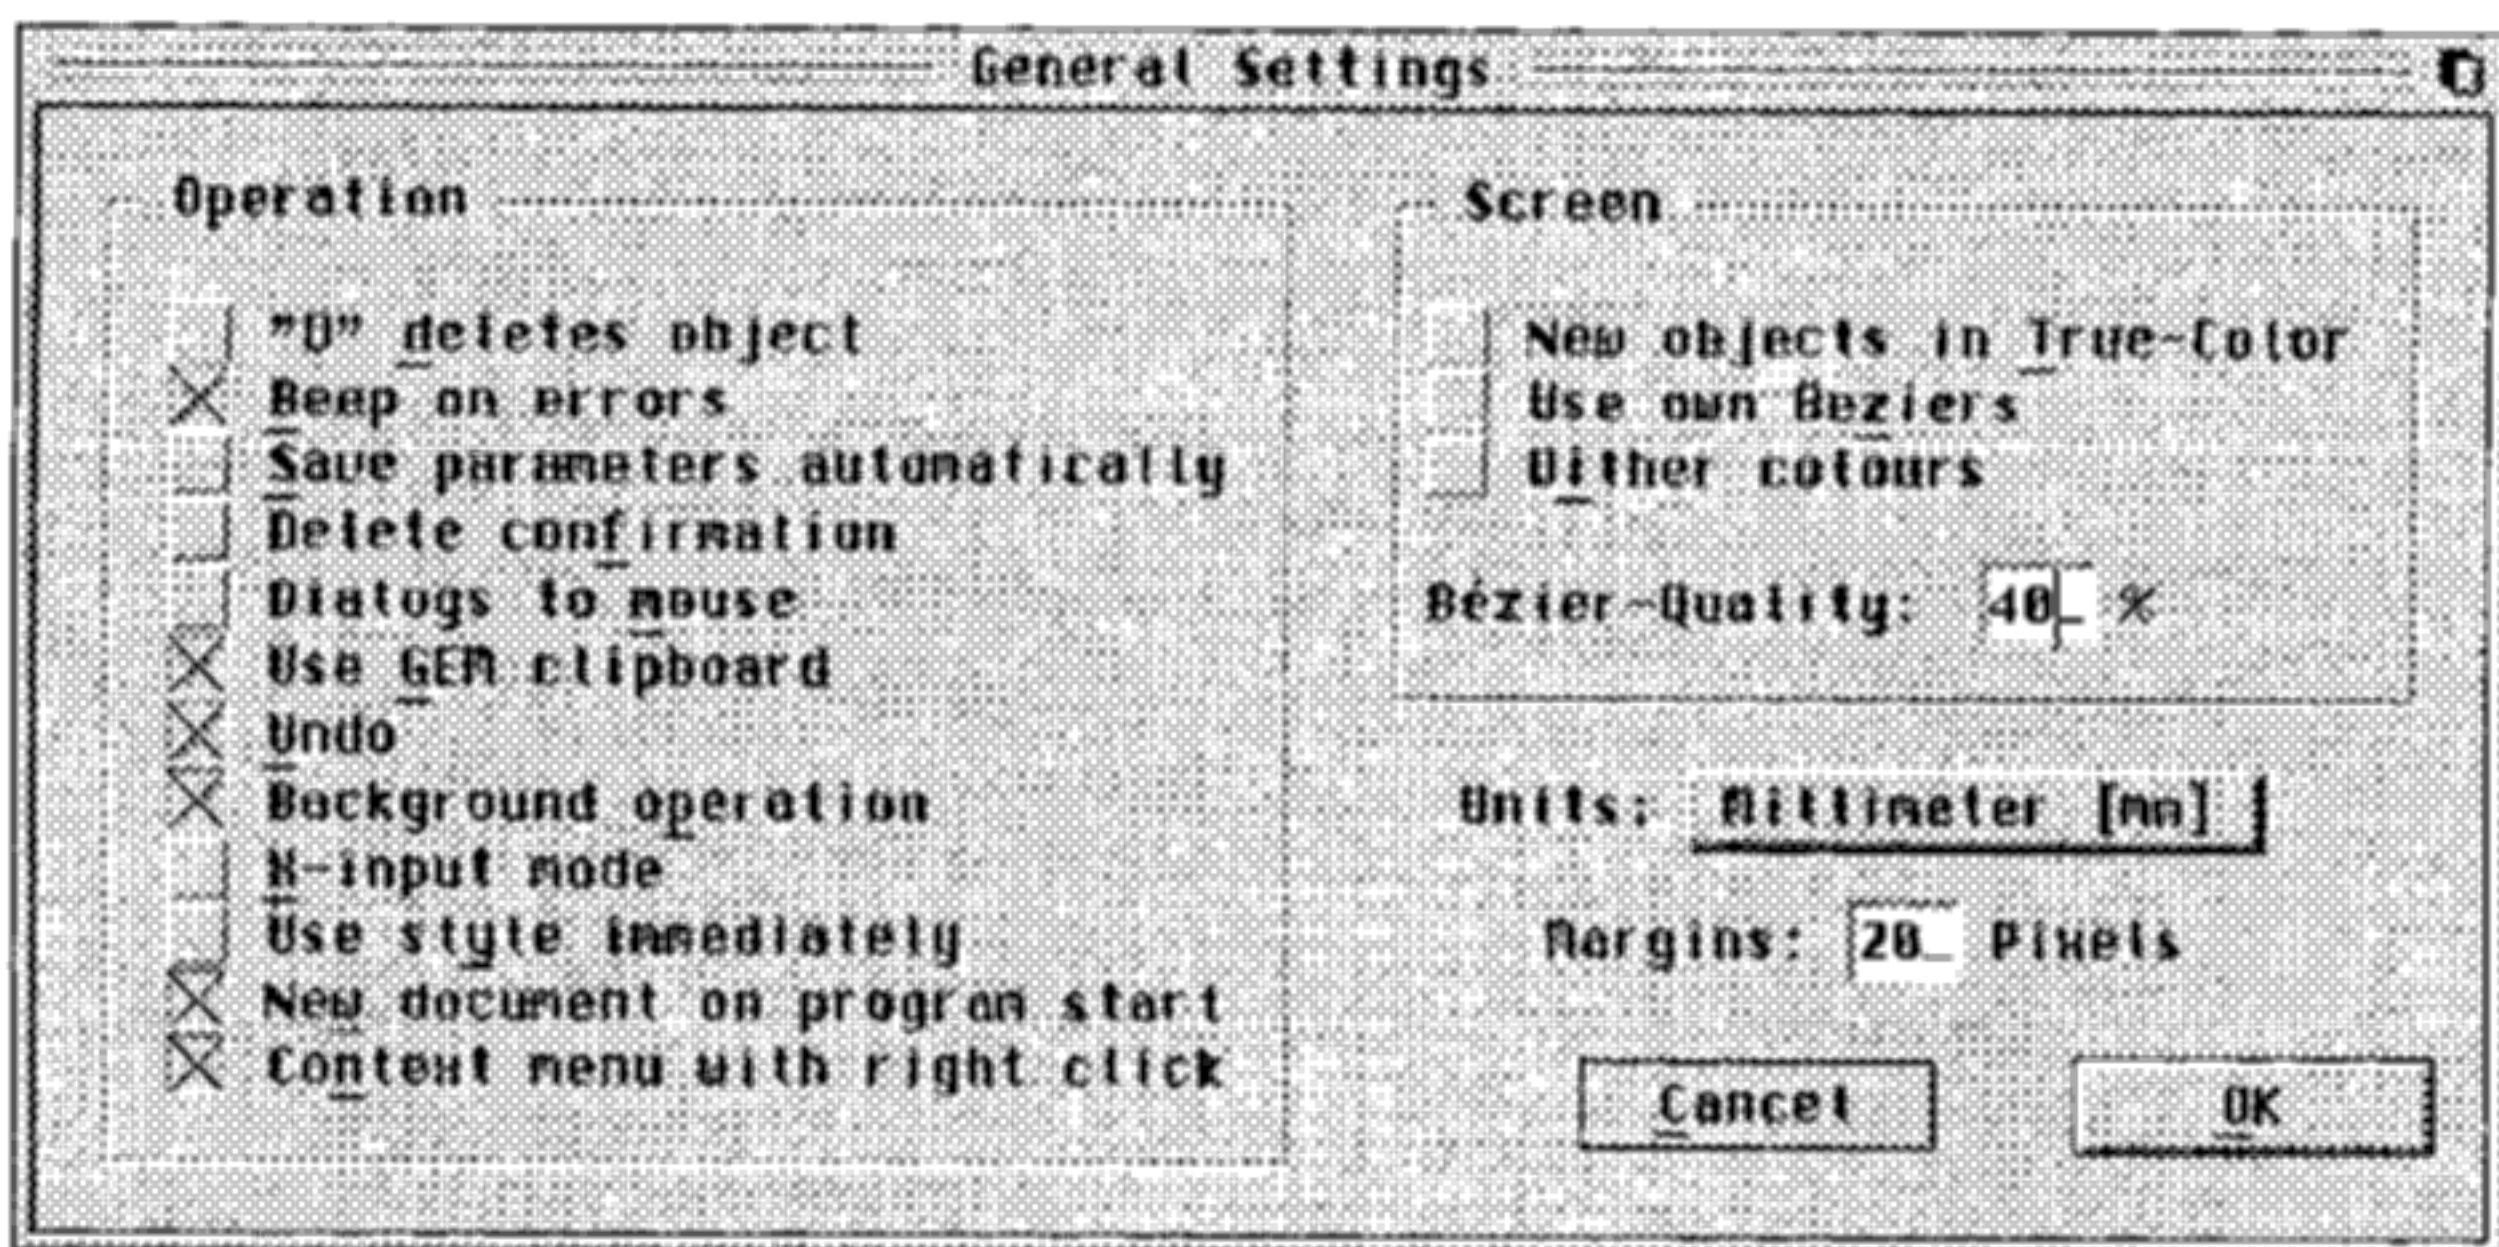 General Settings
Operation
"D" deletes object
Beep on errors
Save parameters automatically
Delete confirmation
Dialogs to mouse
Use GEM clipboard
Undo
Background operation
X-input mode
Use style immediately
New document on program start
Context menu with right click
Screen
New objects in True-Color
Use own Beziers
Dither colours
Bézier-Quality: 40 %
Units: Millimeter [mm]
Margins: 20 Pixels
Cancel
OK